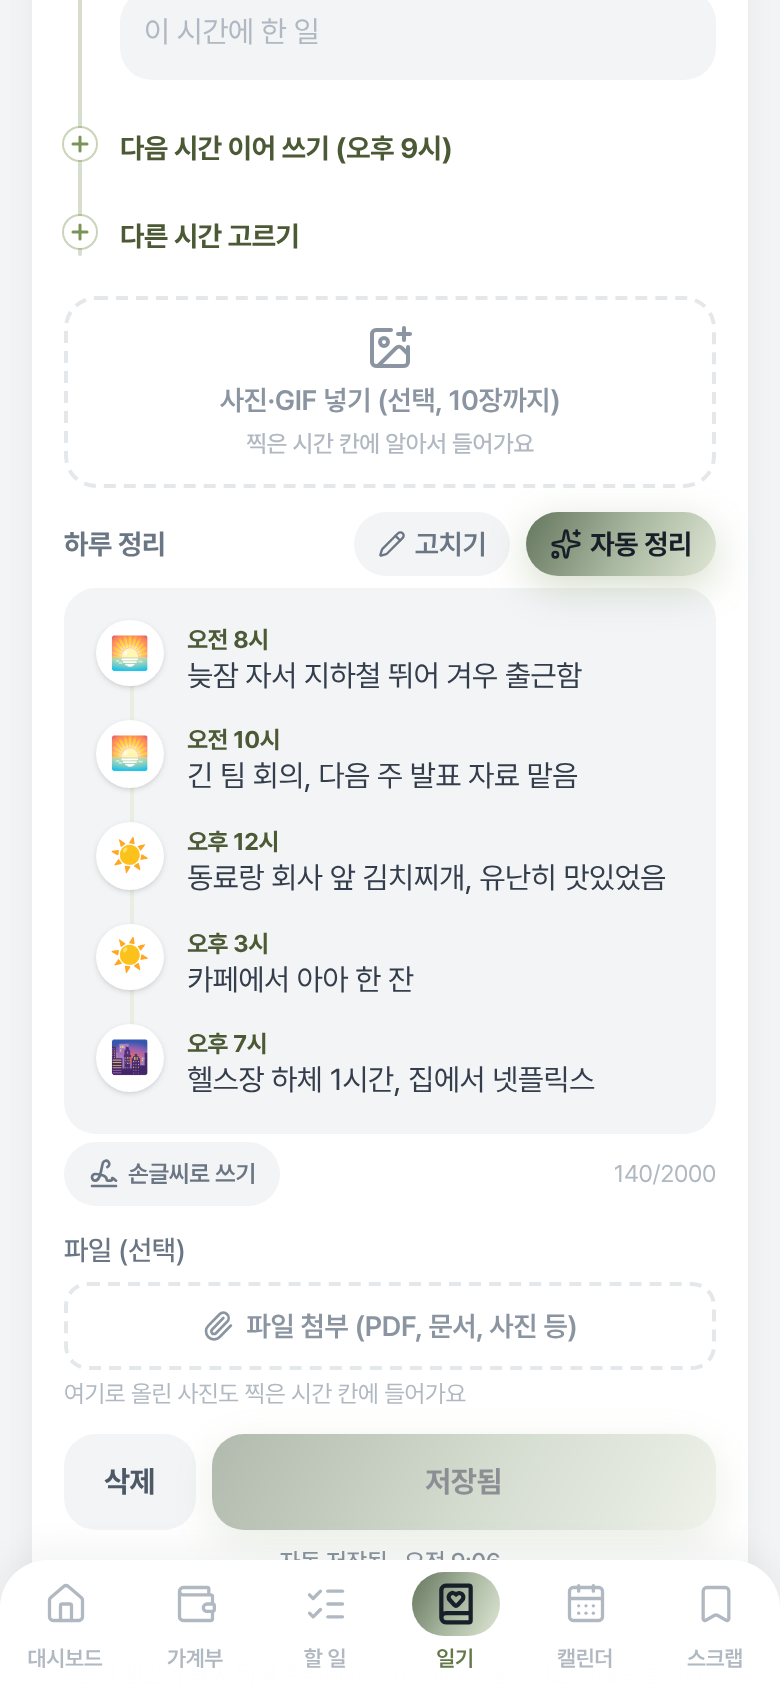 이 시간에 한 일
다음 시간 이어 쓰기 (오후 9시)
다른 시간 고르기
사진·GIF 넣기 (선택, 10장까지)
찍은 시간 칸에 알아서 들어가요
하루 정리
고치기
자동 정리
오전 8시
늦잠 자서 지하철 뛰어 겨우 출근함
오전 10시
긴 팀 회의, 다음 주 발표 자료 맡음
오후 12시
동료랑 회사 앞 김치찌개, 유난히 맛있었음
오후 3시
카페에서 아아 한 잔
오후 7시
헬스장 하체 1시간, 집에서 넷플릭스
손글씨로 쓰기
140/2000
파일 (선택)
파일 첨부 (PDF, 문서, 사진 등)
여기로 올린 사진도 찍은 시간 칸에 들어가요
삭제
저장됨
대시보드
가계부
할 일
일기
캘린더
스크랩